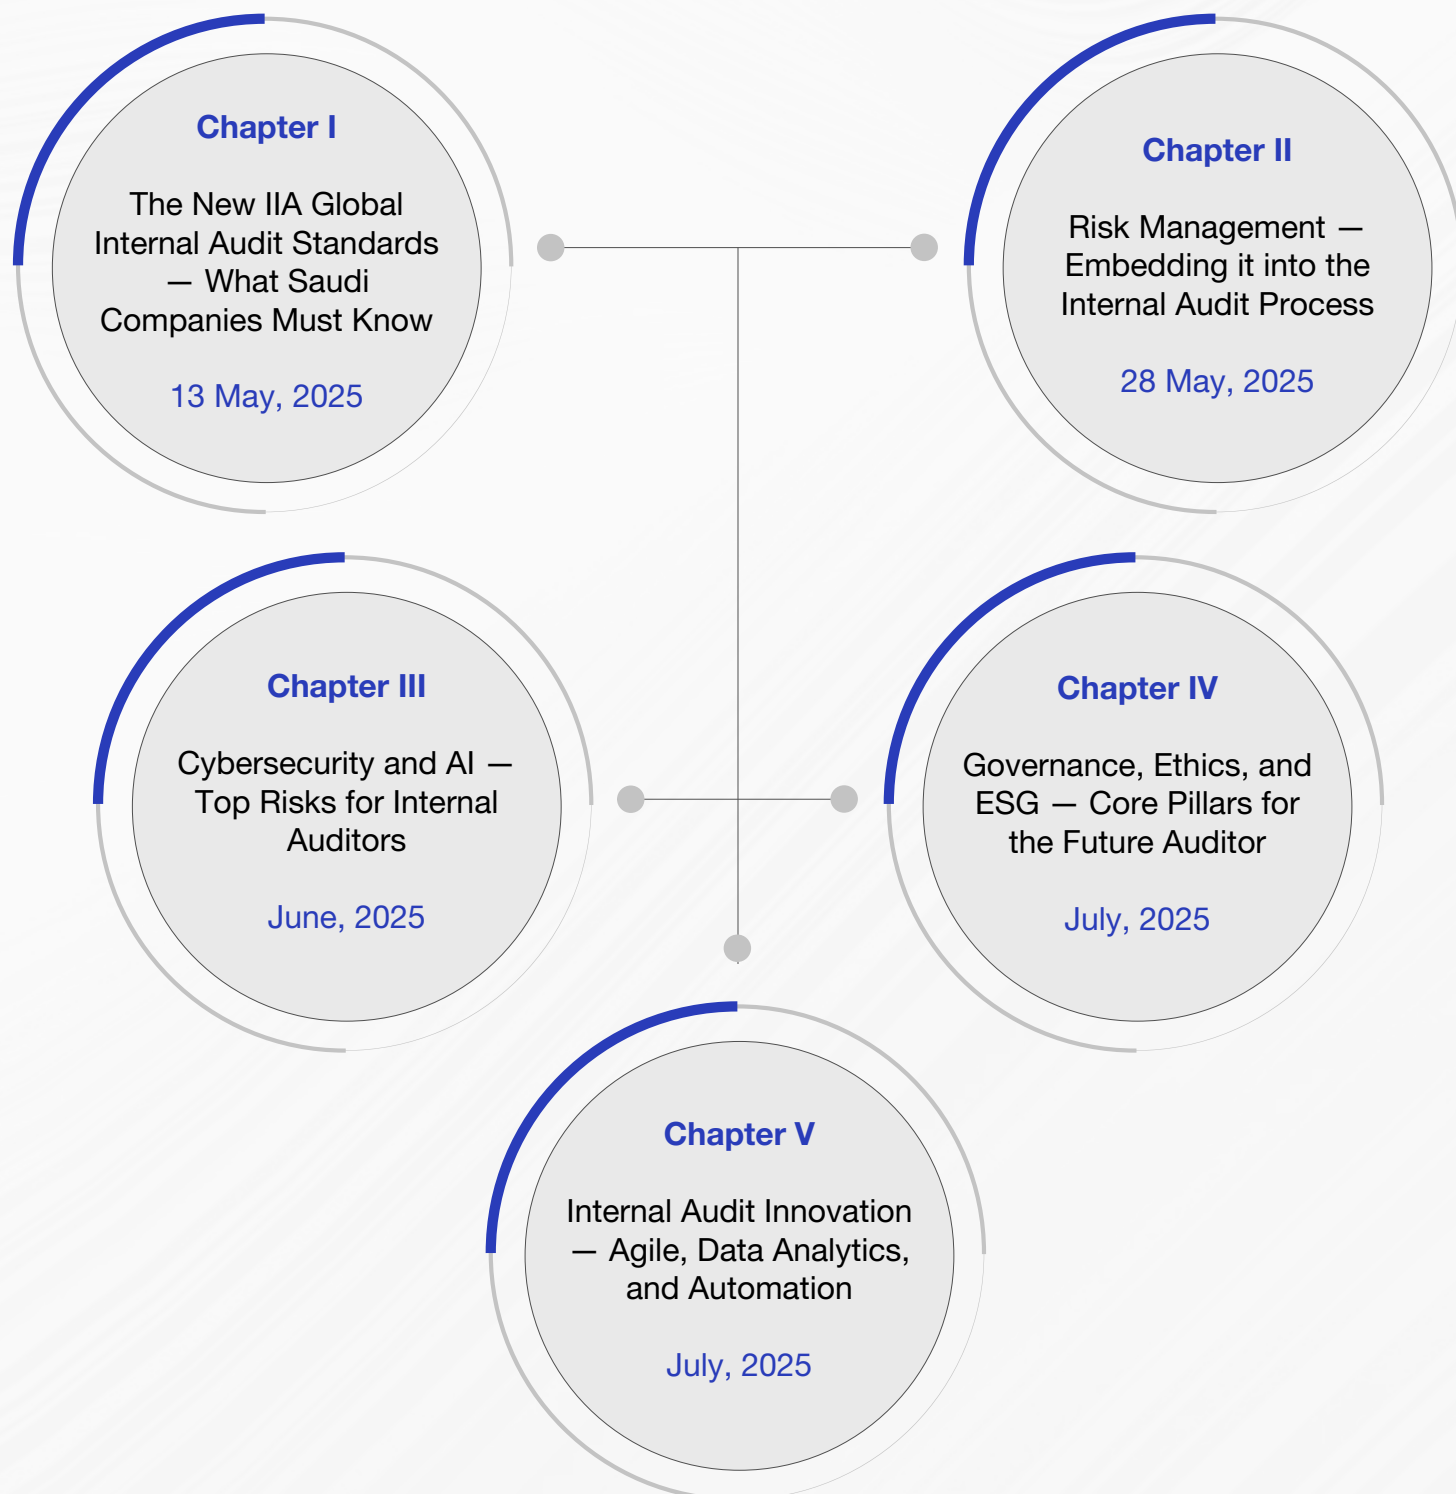 Chapter I
The New IIA Global
Internal Audit Standards
— What Saudi
Companies Must Know
13 May, 2025
Chapter II
Risk Management —
Embedding it into the
Internal Audit Process
28 May, 2025
Chapter III
Cybersecurity and AI —
Top Risks for Internal
Auditors
June, 2025
Chapter IV
Governance, Ethics, and
ESG — Core Pillars for
the Future Auditor
July, 2025
Chapter V
Internal Audit Innovation
— Agile, Data Analytics,
and Automation
July, 2025